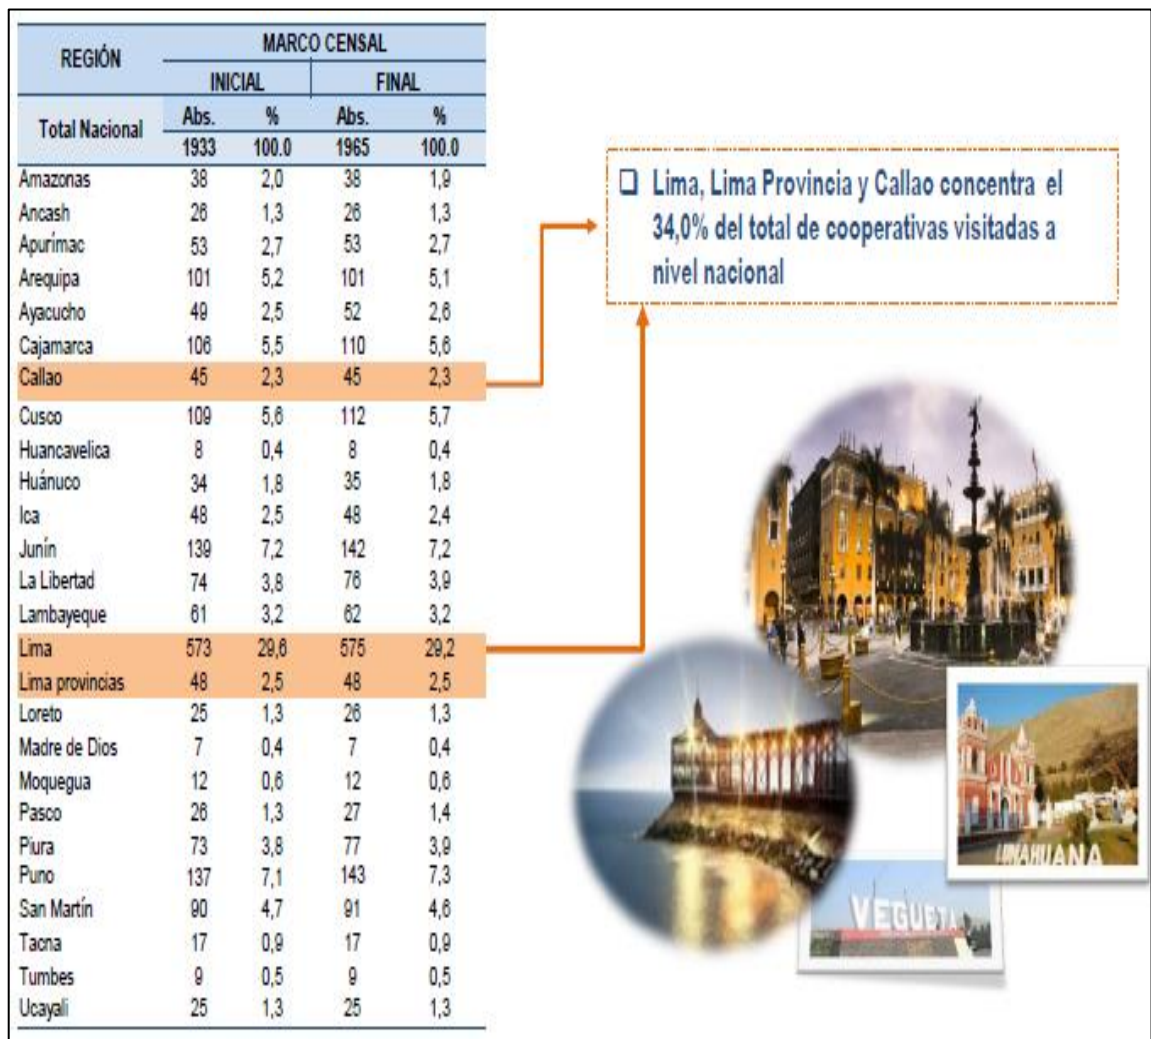 REGIÓN MARCO CENSAL
INICIAL FINAL
Total Nacional Abs. % Abs. %
1933 100.0 1965 100.0
Amazonas 38 2,0 38 1,9
Ancash 26 1,3 26 1,3
Apurímac 53 2,7 53 2,7
Arequipa 101 5,2 101 5,1
Ayacucho 49 2,5 52 2,6
Cajamarca 106 5,5 110 5,6
Callao 45 2,3 45 2,3
Cusco 109 5,6 112 5,7
Huancavelica 8 0,4 8 0,4
Huánuco 34 1,8 35 1,8
Ica 48 2,5 48 2,4
Junín 139 7,2 142 7,2
La Libertad 74 3,8 76 3,9
Lambayeque 61 3,2 62 3,2
Lima 573 29,6 575 29,2
Lima provincias 48 2,5 48 2,5
Loreto 25 1,3 26 1,3
Madre de Dios 7 0,4 7 0,4
Moquegua 12 0,6 12 0,6
Pasco 26 1,3 27 1,4
Piura 73 3,8 77 3,9
Puno 137 7,1 143 7,3
San Martín 90 4,7 91 4,6
Tacna 17 0,9 17 0,9
Tumbes 9 0,5 9 0,5
Ucayali 25 1,3 25 1,3
Lima, Lima Provincia y Callao concentra el
34,0% del total de cooperativas visitadas a
nivel nacional
LUNAHUANA
VEGUETA